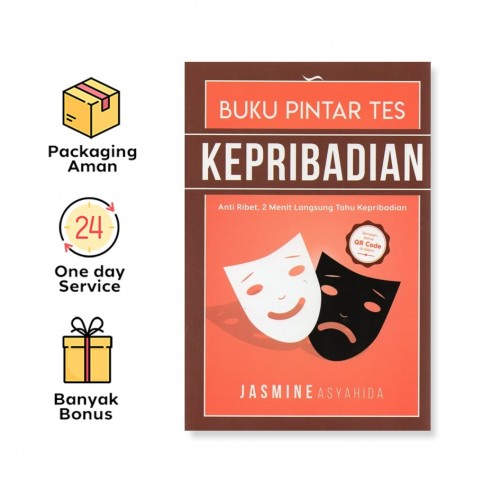 Packaging
Aman
24
One day
Service
Banyak
Bonus
BUKU PINTAR TES
KEPRIBADIAN
Anti Ribet, 2 Menit Langsung Tahu Kepribadian
QR Code
JASMINE ASYAHIDA